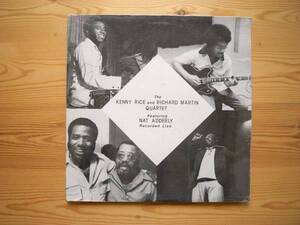 The
KENNY RICE and RICHARD MARTIN
QUARTET
Featuring
NAT ADDERLY
Recorded Live